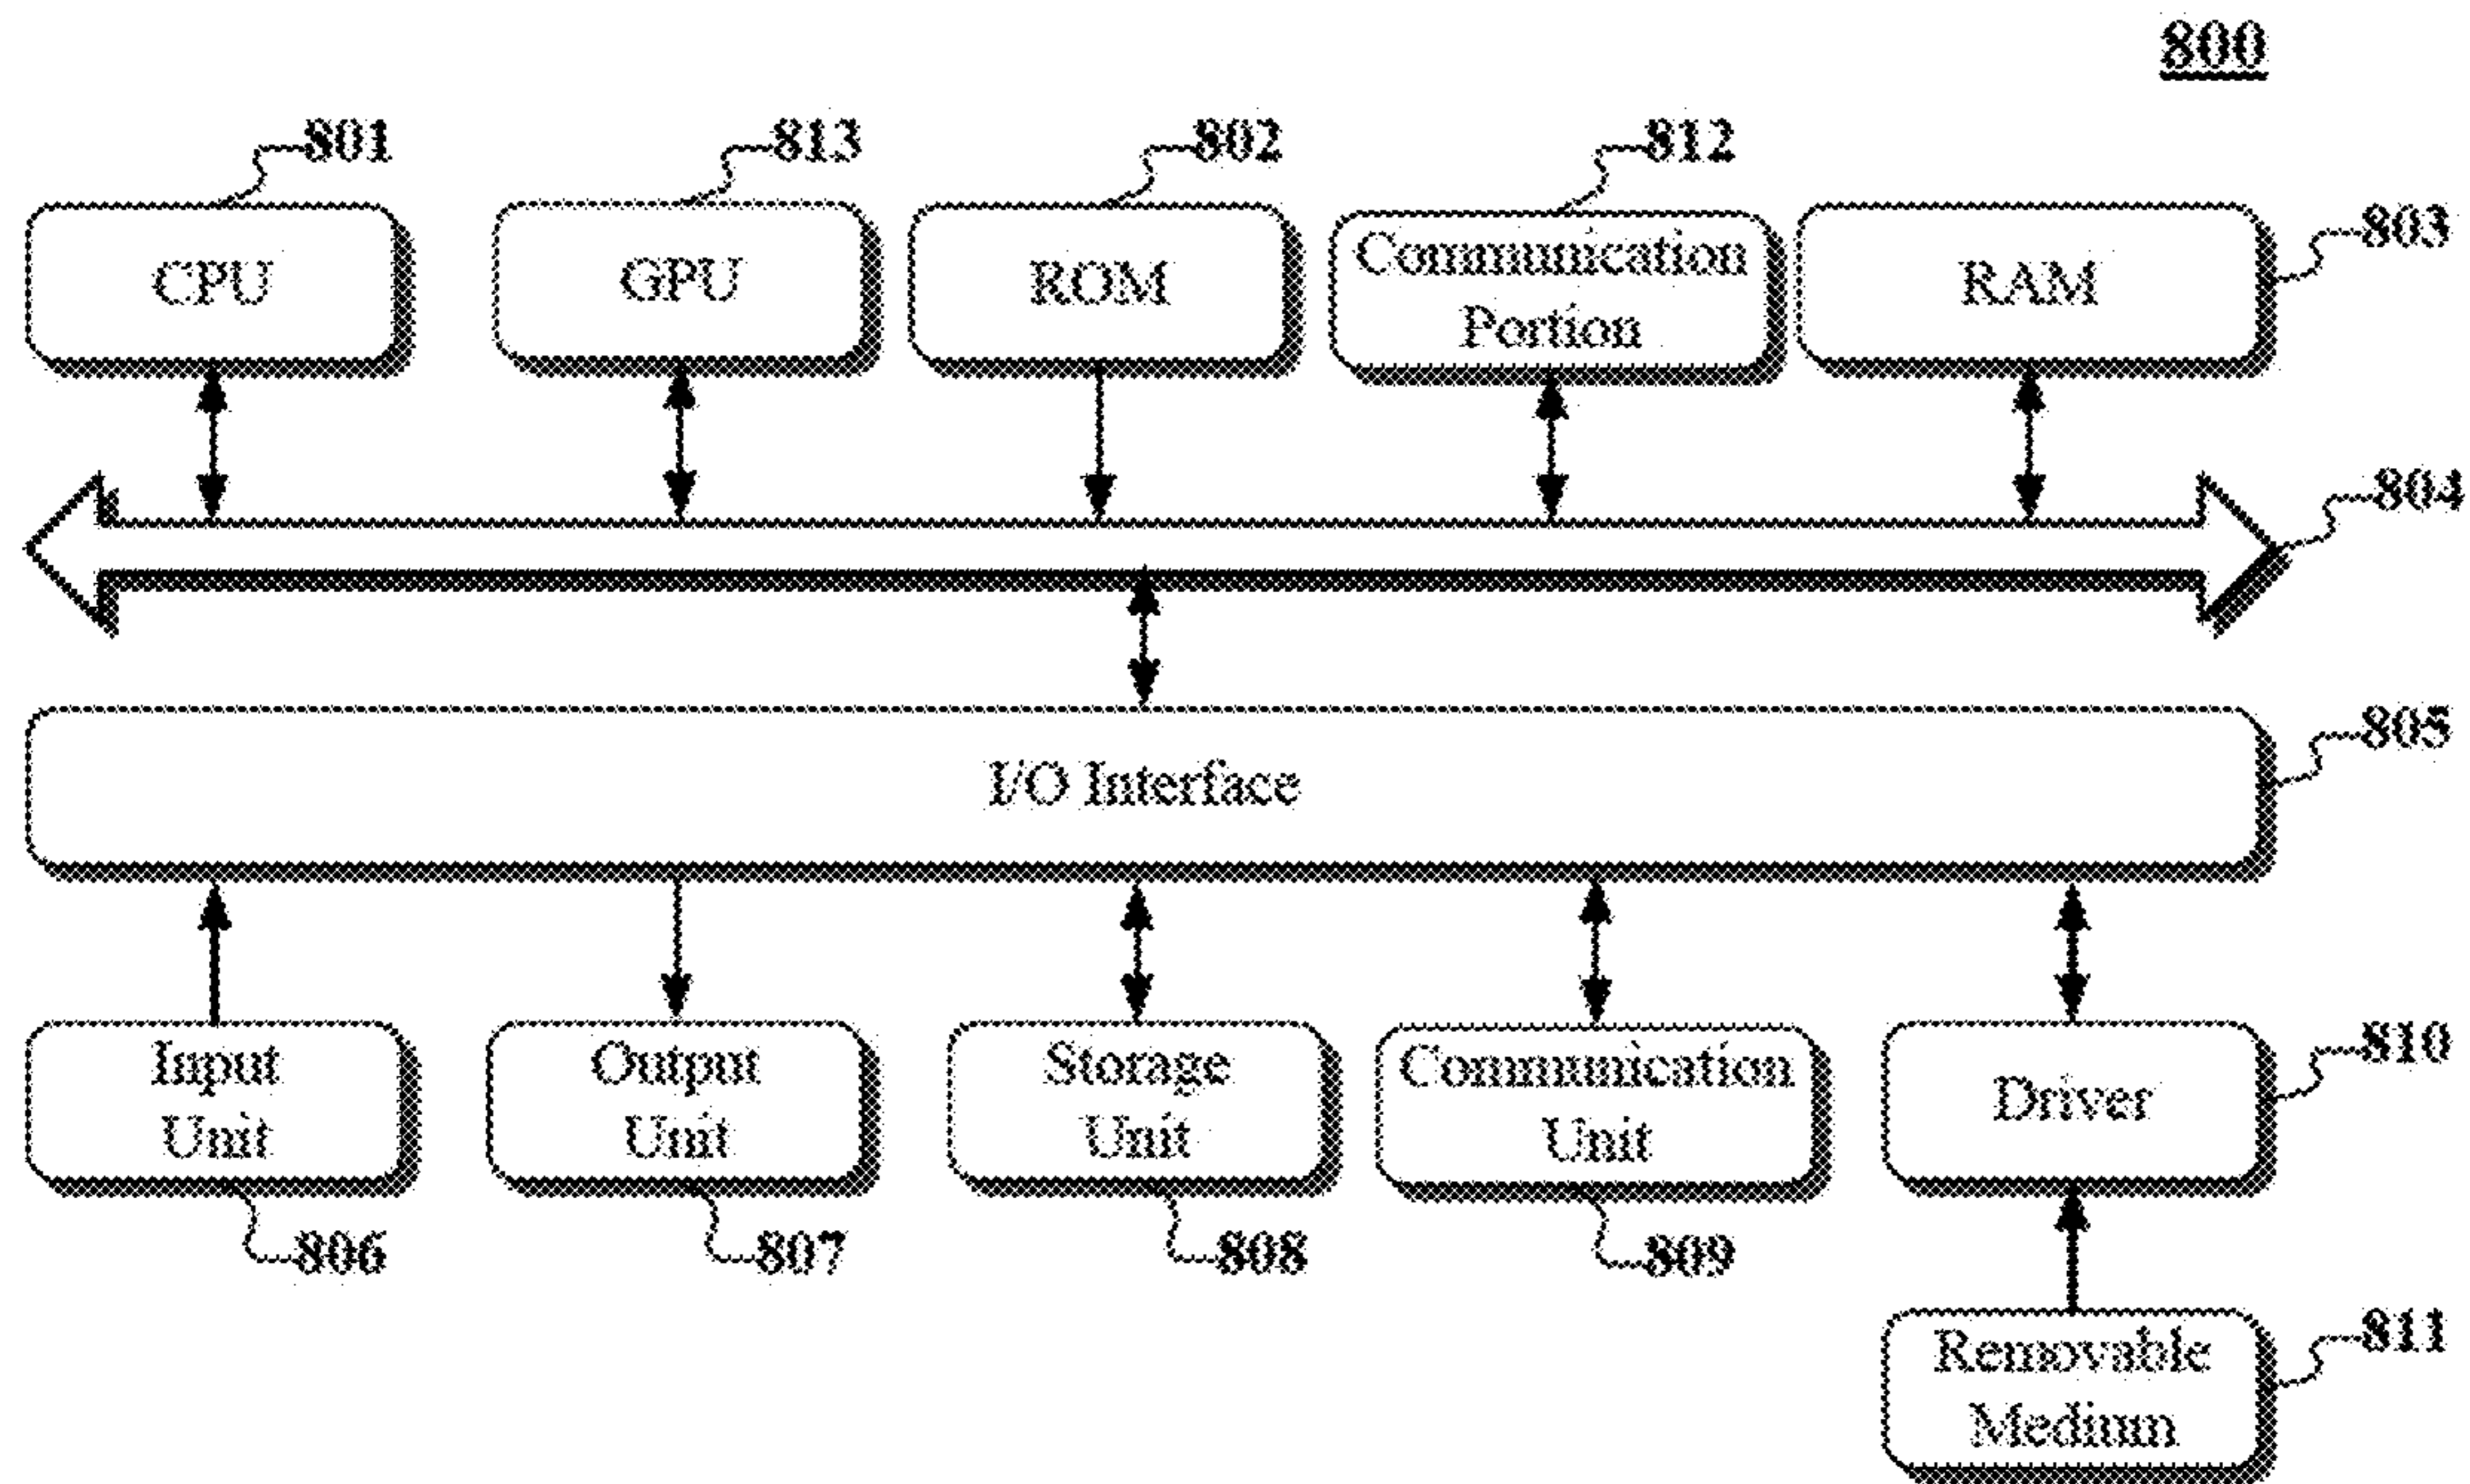 800
801
813
802
812
CPU
GPU
ROM
Communication
Portion
RAM
803
804
I/O Interface
805
Input
Unit
Output
Unit
Storage
Unit
Communication
Unit
Driver
810
806
807
808
809
Removable
Medium
811